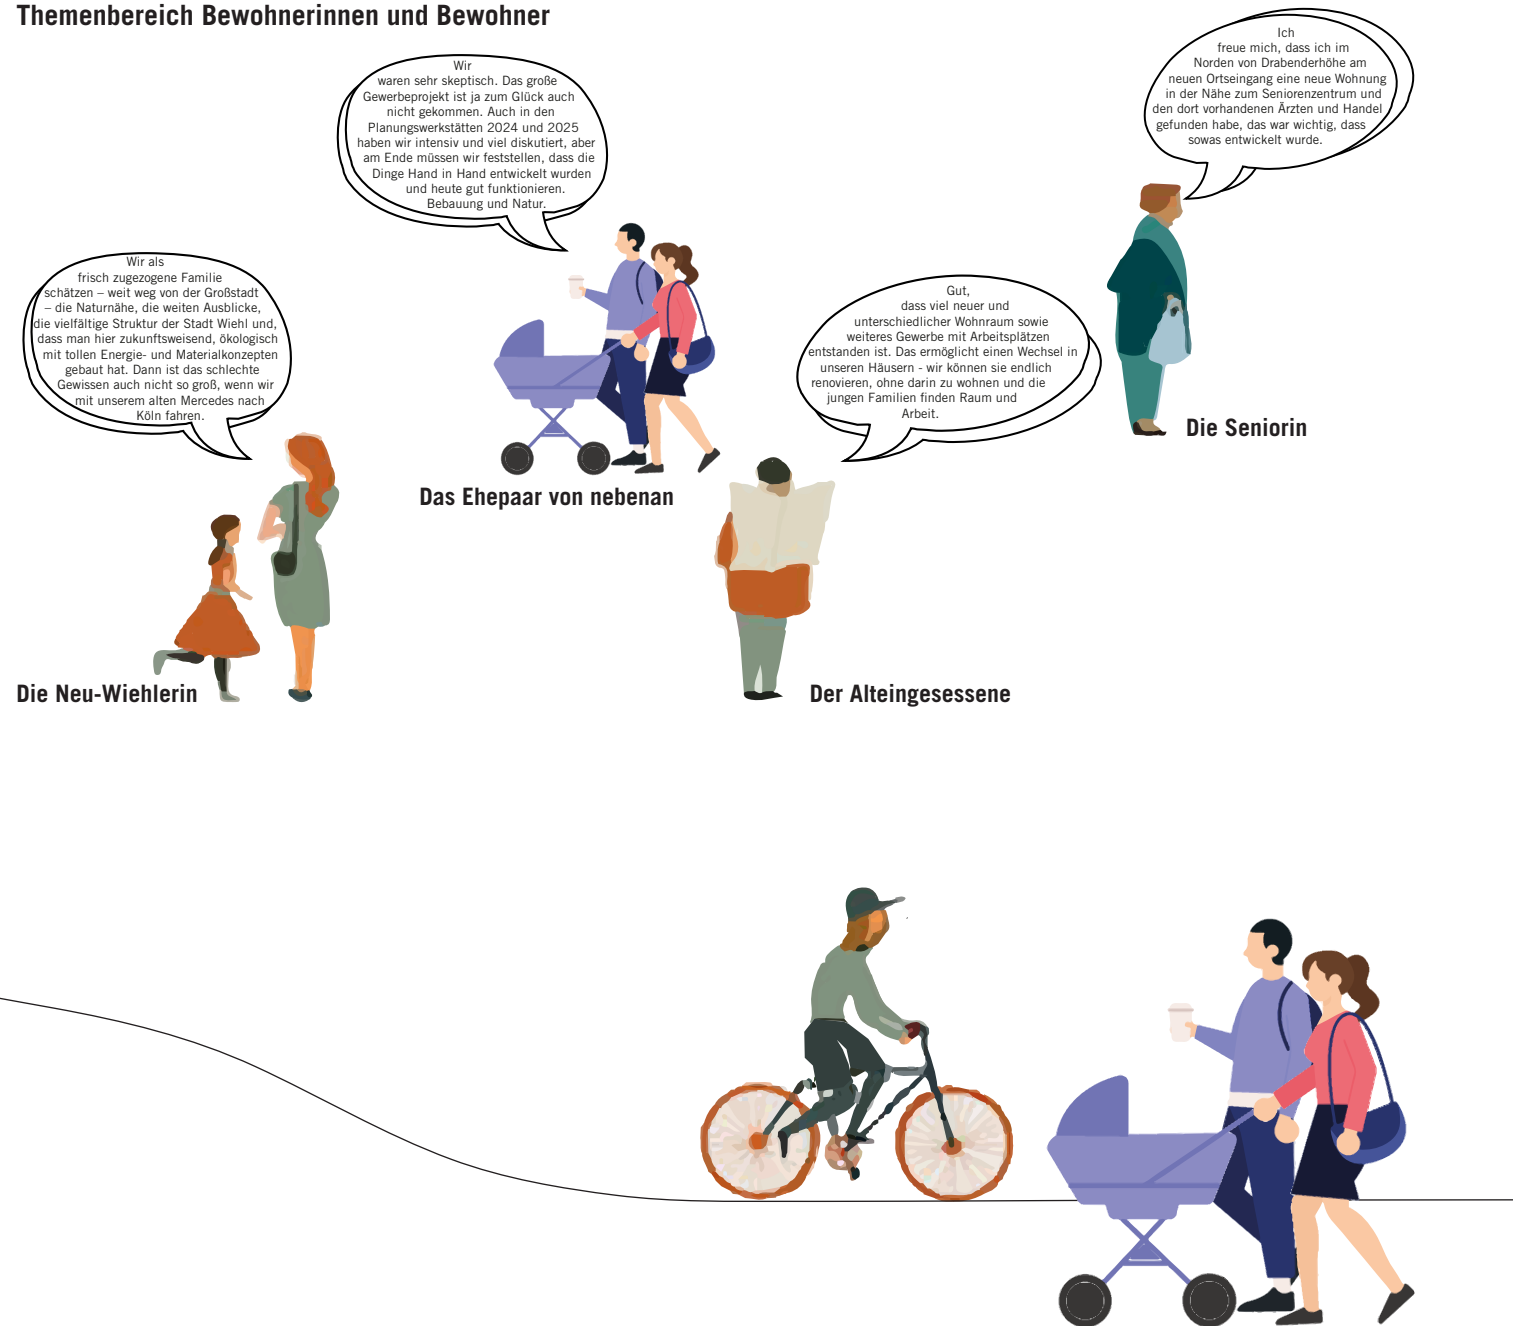 Themenbereich Bewohnerinnen und Bewohner
Wir als
frisch zugezogene Familie
schätzen – weit weg von der Großstadt
– die Naturnähe, die weiten Ausblicke,
die vielfältige Struktur der Stadt Wiehl und,
dass man hier zukunftsweisend, ökologisch
mit tollen Energie- und Materialkonzepten
gebaut hat. Dann ist das schlechte
Gewissen auch nicht so groß, wenn wir
mit unserem alten Mercedes nach
Köln fahren.
Die Neu-Wiehlerin
Wir
waren sehr skeptisch. Das große
Gewerbeprojekt ist ja zum Glück auch
nicht gekommen. Auch in den
Planungswerkstätten 2024 und 2025
haben wir intensiv und viel diskutiert, aber
am Ende müssen wir feststellen, dass die
Dinge Hand in Hand entwickelt wurden
und heute gut funktionieren.
Bebauung und Natur.
Das Ehepaar von nebenan
Gut,
dass viel neuer und
unterschiedlicher Wohnraum sowie
weiteres Gewerbe mit Arbeitsplätzen
entstanden ist. Das ermöglicht einen Wechsel in
unseren Häusern - wir können sie endlich
renovieren, ohne darin zu wohnen und die
jungen Familien finden Raum und
Arbeit.
Der Alteingesessene
Ich
freue mich, dass ich im
Norden von Drabenderhöhe am
neuen Ortseingang eine neue Wohnung
in der Nähe zum Seniorenzentrum und
den dort vorhandenen Ärzten und Handel
gefunden habe, das war wichtig, dass
sowas entwickelt wurde.
Die Seniorin